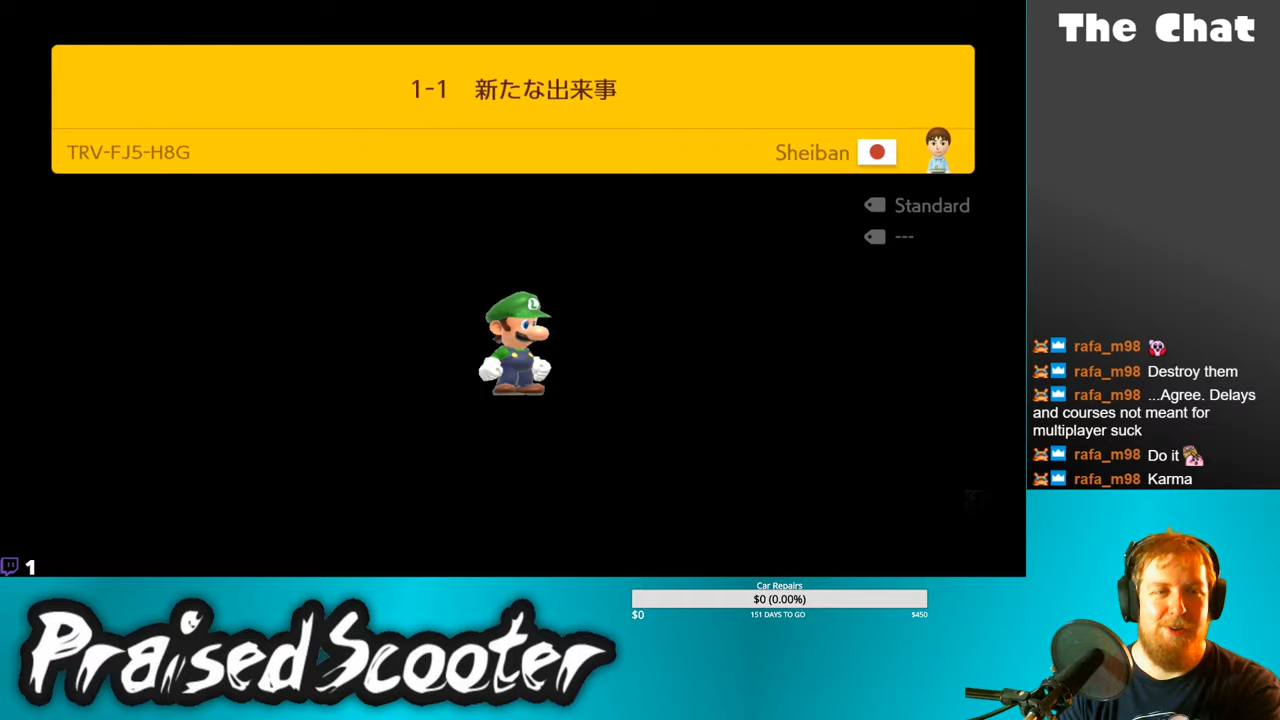 The Chat
1-1 新たな出来事
TRV-FJ5-H8G
Sheiban
Standard
---
L
rafa_m98
rafa_m98 Destroy them
rafa_m98 ...Agree. Delays
and courses not meant for
multiplayer suck
rafa_m98 Do it
rafa_m98 Karma
1
Car Repairs
$0 (0.00%)
$0 151 DAYS TO GO $450
PraisedScooter